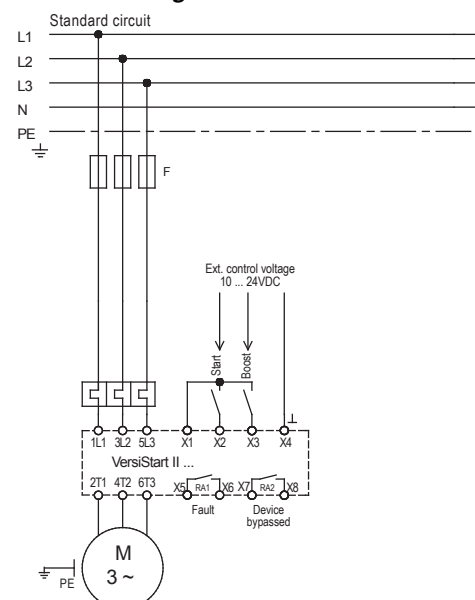 Standard circuit
L1
L2
L3
N
PE
F
Ext. control voltage
10 ... 24VDC
Start
Boost
1L1 3L2 5L3 X1 X2 X3 X4
VersiStart II ...
2T1 4T2 6T3 X5 RA1 X6 X7 RA2 X8
Fault
Device
bypassed
M
3 ~
PE